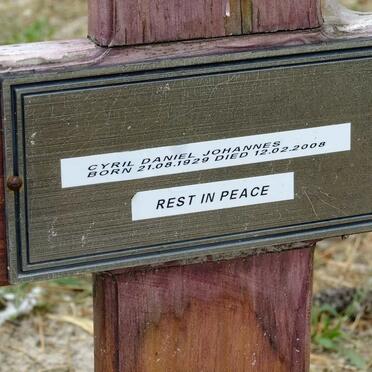 CYRIL DANIEL JOHANNES
BORN 21.08.1929 DIED 12.02.2008
REST IN PEACE